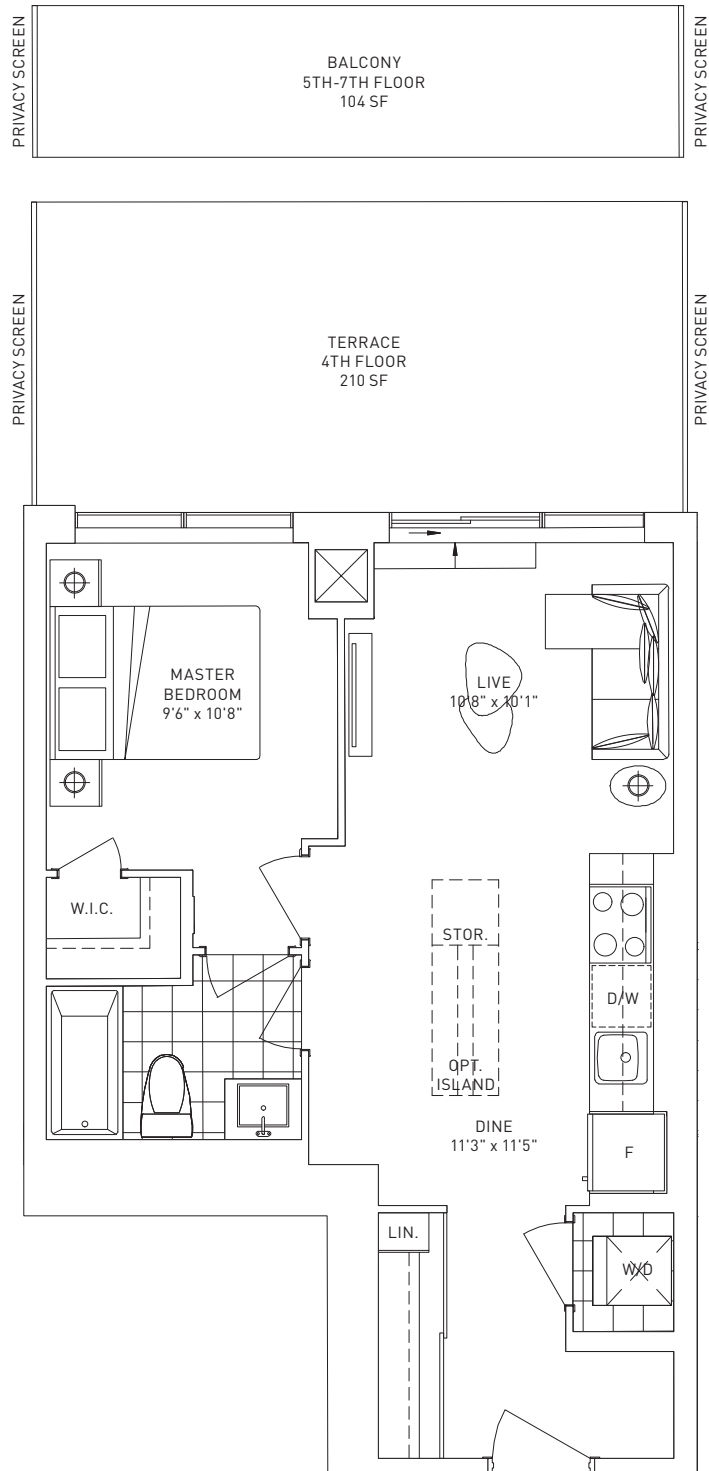 PRIVACY SCREEN
BALCONY
5TH-7TH FLOOR
104 SF
PRIVACY SCREEN
PRIVACY SCREEN
TERRACE
4TH FLOOR
210 SF
PRIVACY SCREEN
MASTER
BEDROOM
9'6" x 10'8"
LIVE
10'8" x 10'1"
W.I.C.
STOR.
D/W
OPT.
ISLAND
DINE
11'3" x 11'5"
F
LIN.
W/D